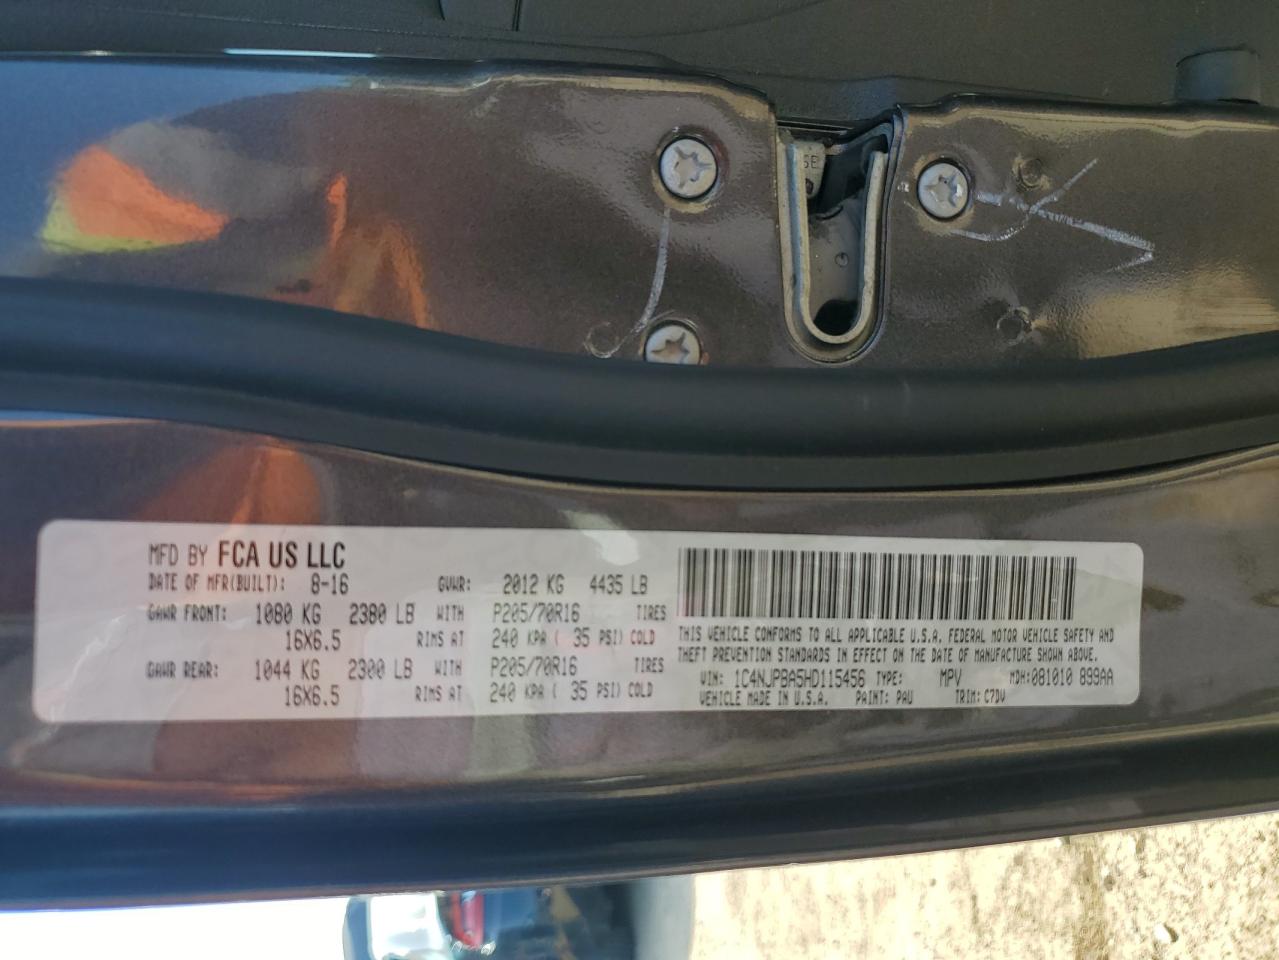 SE
MFD BY FCA US LLC
DATE OF MFR(BUILT): 8-16 GVWR: 2012 KG 4435 LB
GAWR FRONT: 1080 KG 2380 LB WITH P205/70R16 TIRES
16X6.5 RIMS AT 240 KPA ( 35 PSI) COLD
GAWR REAR: 1044 KG 2300 LB WITH P205/70R16 TIRES
16X6.5 RIMS AT 240 KPA ( 35 PSI) COLD
THIS VEHICLE CONFORMS TO ALL APPLICABLE U.S.A. FEDERAL MOTOR VEHICLE SAFETY AND
THEFT PREVENTION STANDARDS IN EFFECT ON THE DATE OF MANUFACTURE SHOWN ABOVE.
VIN: 1C4NJPBA5HD115456 TYPE: MPV MDH:081010 899AA
VEHICLE MADE IN U.S.A. PAINT: PAU TRIM: C7DV